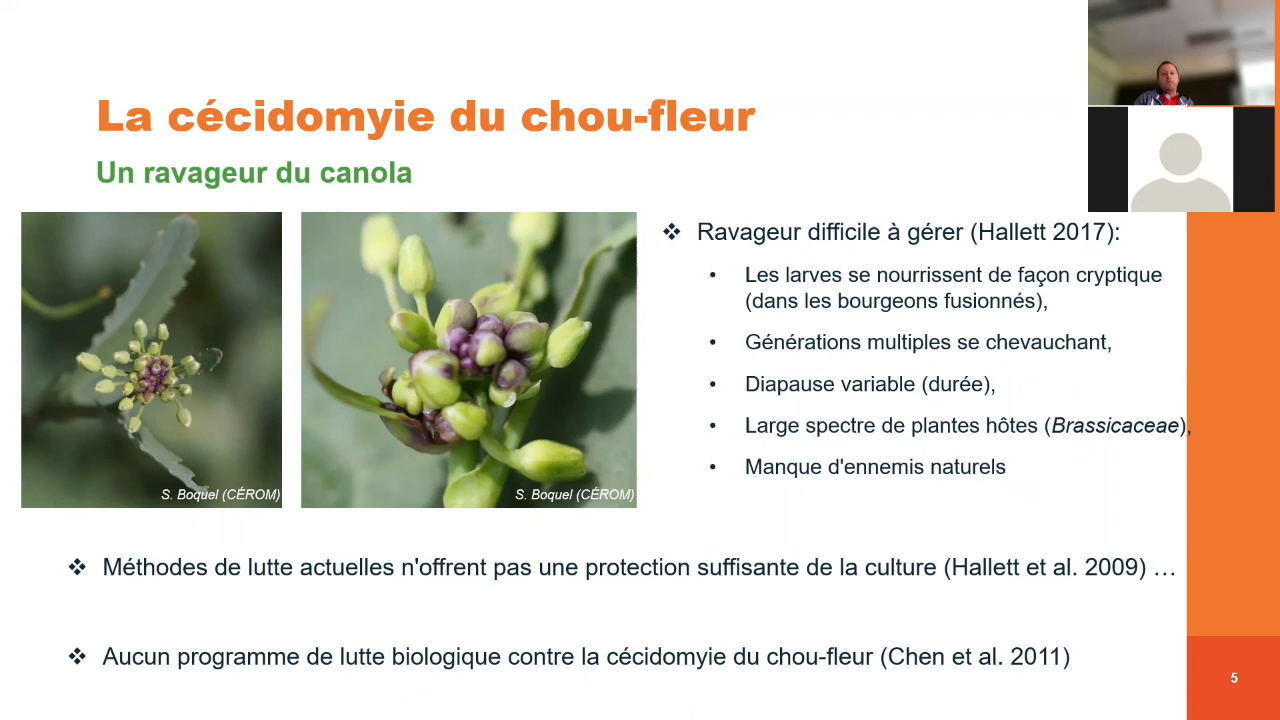 La cécidomyie du chou-fleur
Un ravageur du canola
❖ Ravageur difficile à gérer (Hallett 2017):
• Les larves se nourrissent de façon cryptique
(dans les bourgeons fusionnés),
• Générations multiples se chevauchant,
• Diapause variable (durée),
• Large spectre de plantes hôtes (Brassicaceae),
• Manque d'ennemis naturels
S. Boquel (CÉROM)
S. Boquel (CÉROM)
❖ Méthodes de lutte actuelles n'offrent pas une protection suffisante de la culture (Hallett et al. 2009) …
❖ Aucun programme de lutte biologique contre la cécidomyie du chou-fleur (Chen et al. 2011)
5